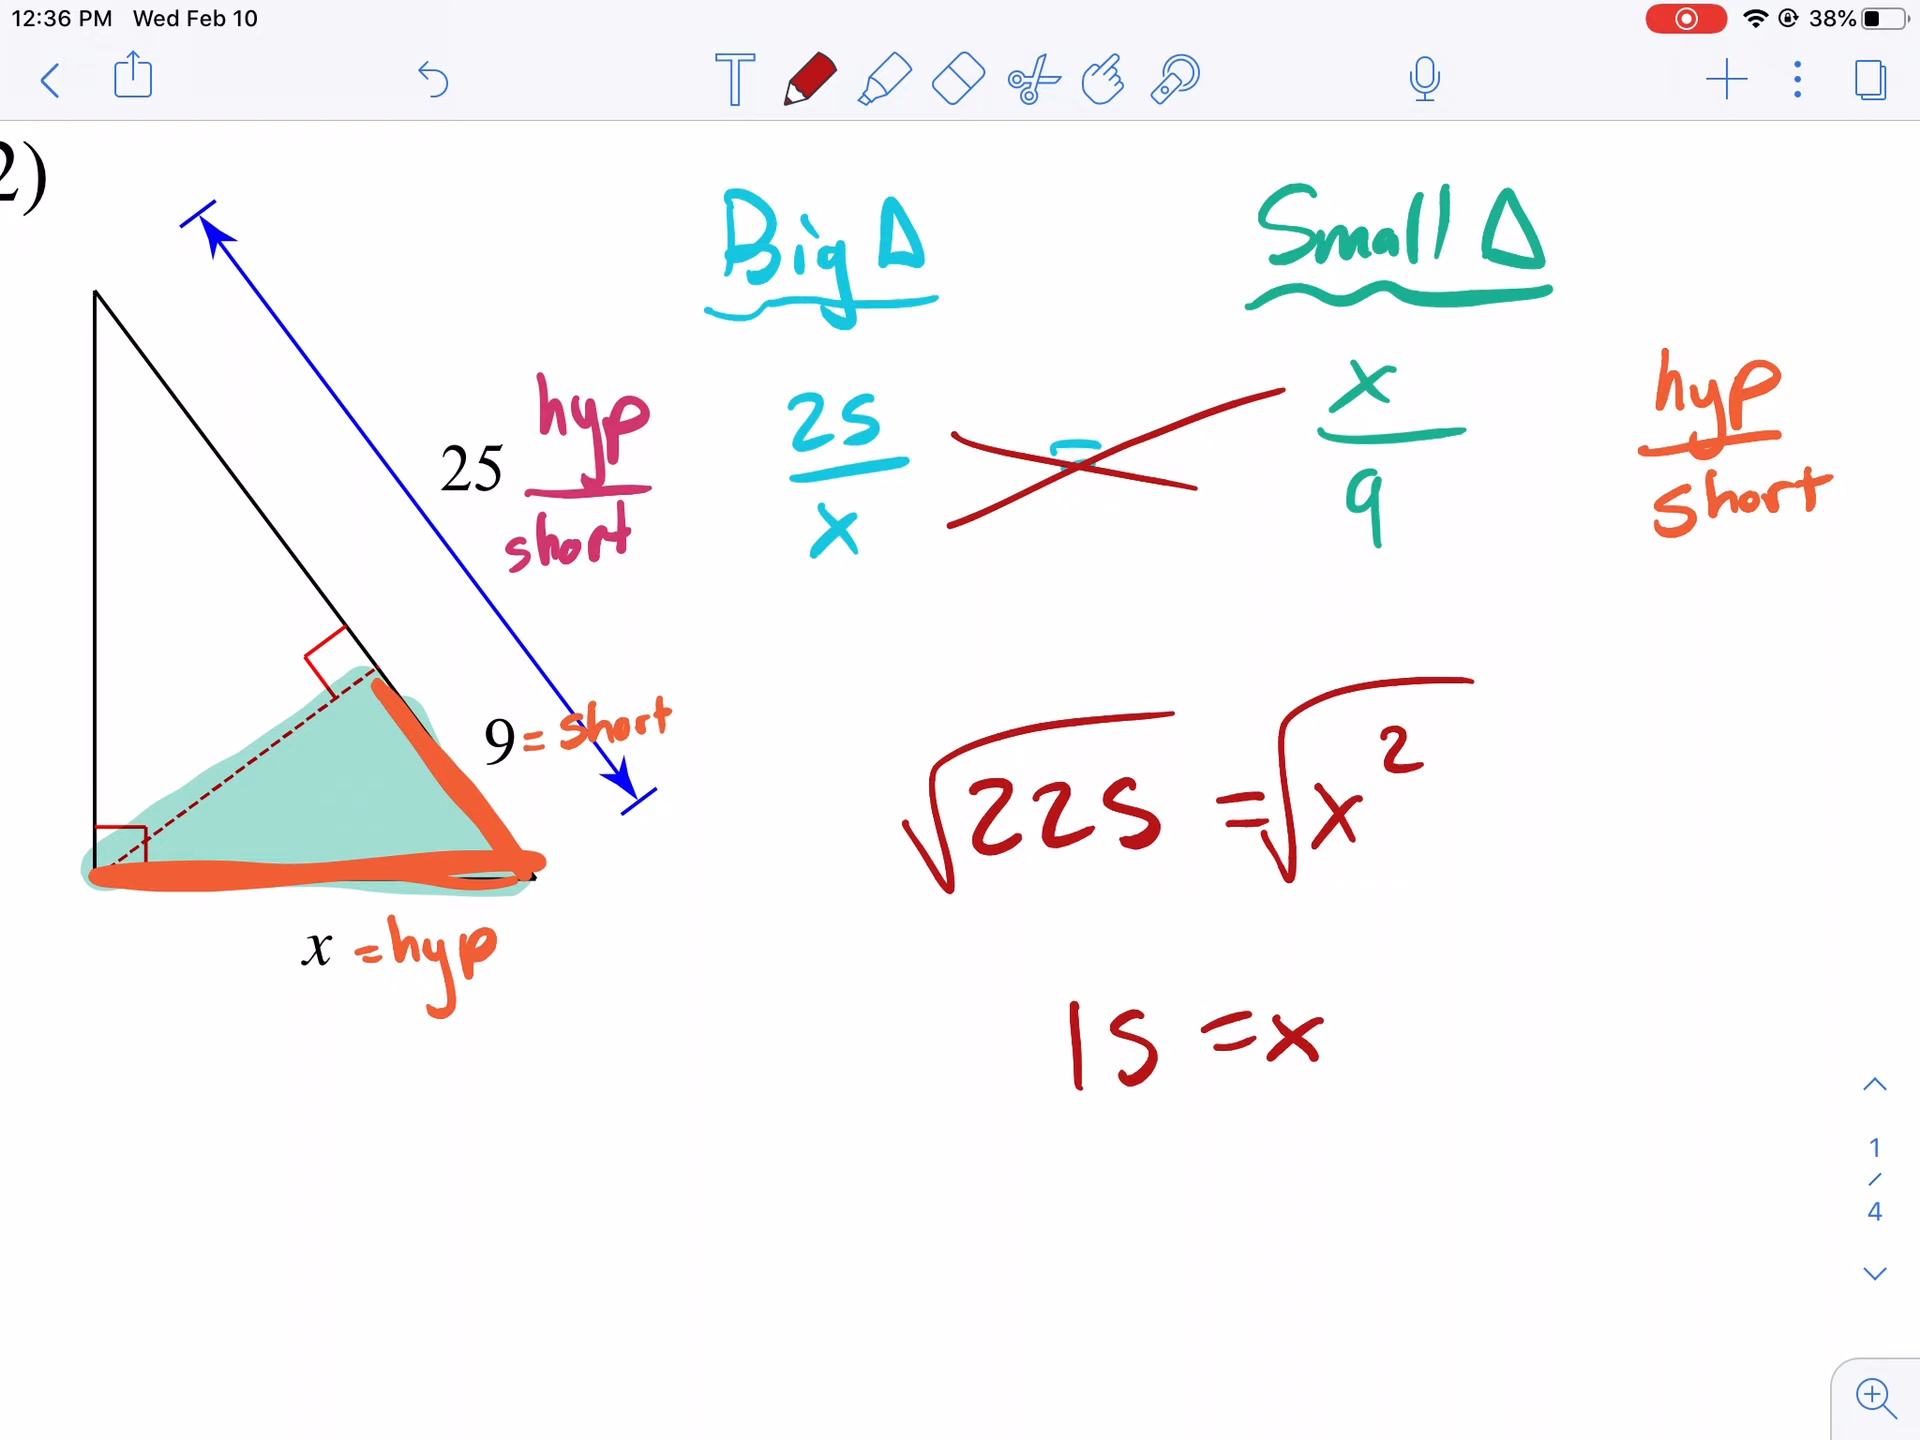 12:36 PM Wed Feb 10
38%
T
2)
Big Δ
Small Δ
25
hyp
short
25
x
=
x
9
hyp
short
9 = short
√225 = √x²
x = hyp
15 = x
1
/
4